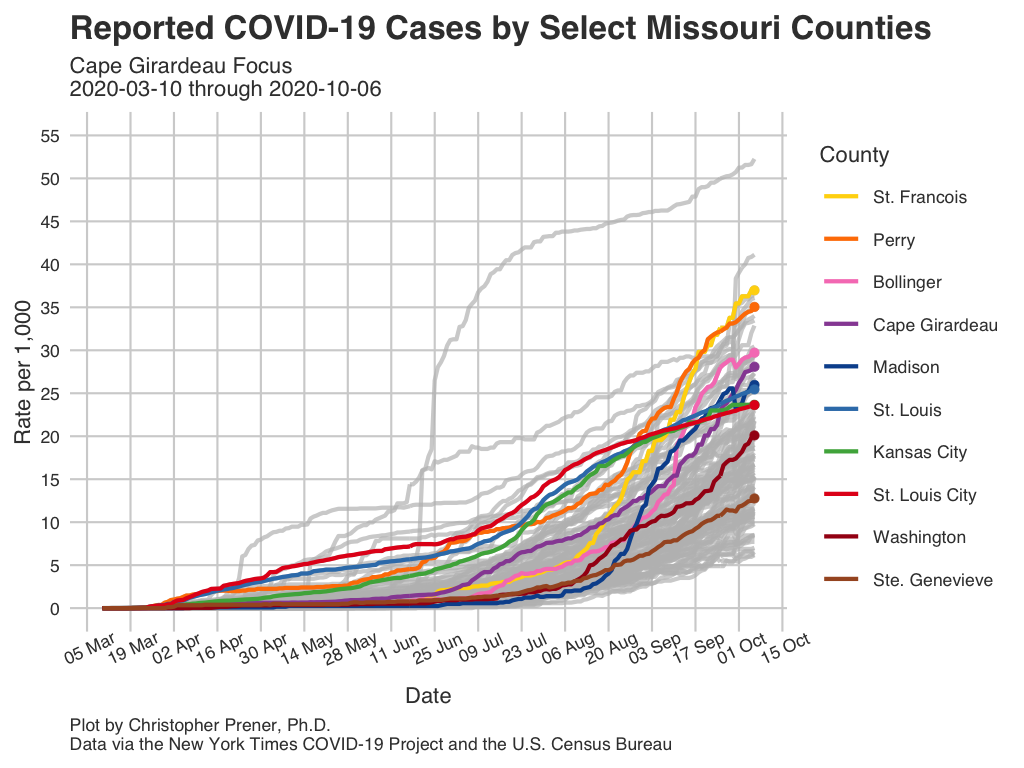 Reported COVID-19 Cases by Select Missouri Counties
Cape Girardeau Focus
2020-03-10 through 2020-10-06
55
50
45
40
35
30
25
20
15
10
5
0
Rate per 1,000
05 Mar
19 Mar
02 Apr
16 Apr
30 Apr
14 May
28 May
11 Jun
25 Jun
09 Jul
23 Jul
06 Aug
20 Aug
03 Sep
17 Sep
01 Oct
15 Oct
Date
County
St. Francois
Perry
Bollinger
Cape Girardeau
Madison
St. Louis
Kansas City
St. Louis City
Washington
Ste. Genevieve
Plot by Christopher Prener, Ph.D.
Data via the New York Times COVID-19 Project and the U.S. Census Bureau